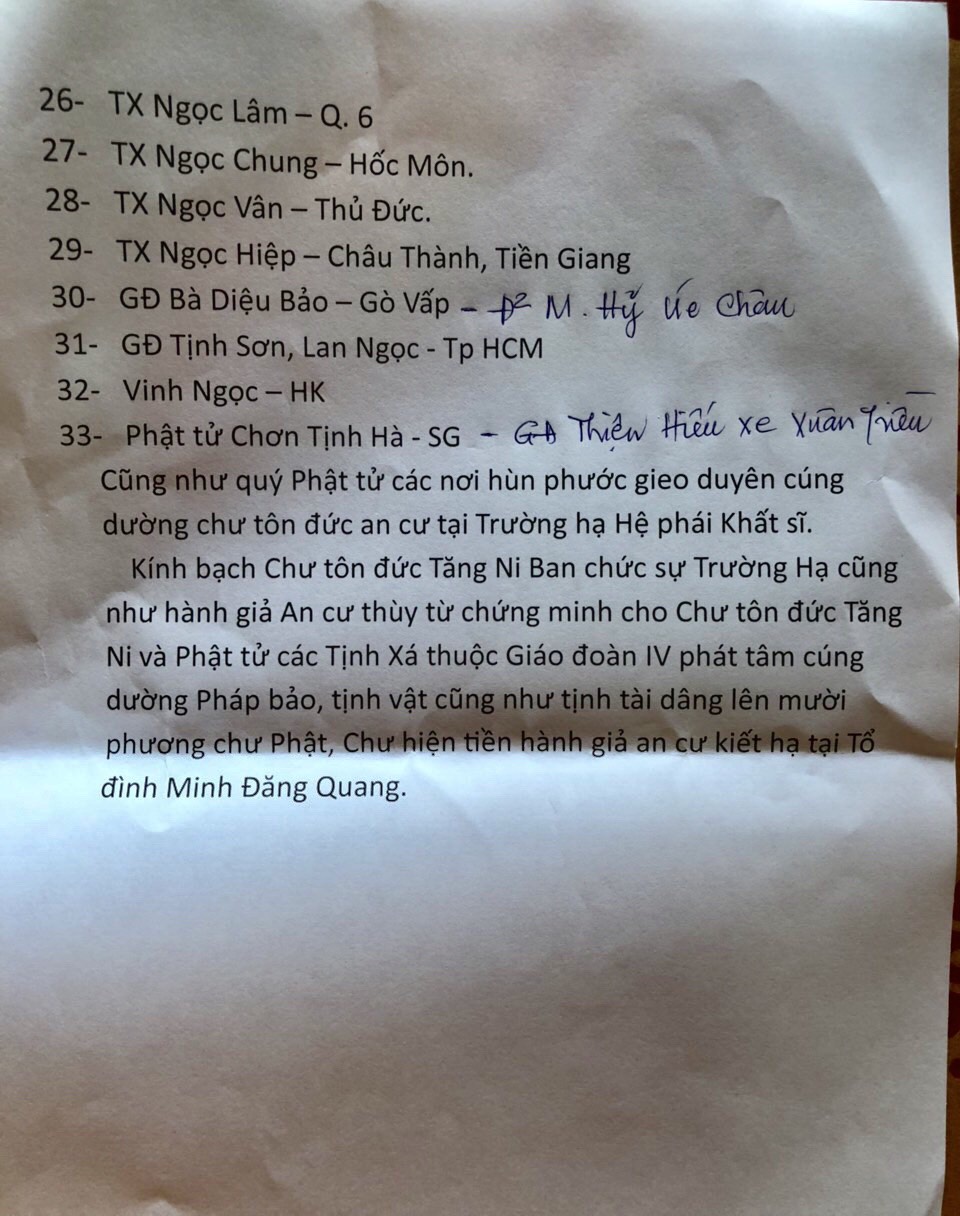 26- TX Ngọc Lâm – Q. 6
27- TX Ngọc Chung – Hốc Môn.
28- TX Ngọc Vân – Thủ Đức.
29- TX Ngọc Hiệp – Châu Thành, Tiền Giang
30- GĐ Bà Diệu Bảo – Gò Vấp – M. Hỷ Úc Châu
31- GĐ Tịnh Sơn, Lan Ngọc - Tp HCM
32- Vinh Ngọc – HK
33- Phật tử Chơn Tịnh Hà - SG – GĐ Thiện Hiếu xe Xuân
Cũng như quý Phật tử các nơi hùn phước gieo duyên cúng
dường chư tôn đức an cư tại Trường hạ Hệ phái Khất sĩ.
Kính bạch Chư tôn đức Tăng Ni Ban chức sự Trường Hạ cũng
như hành giả An cư thùy từ chứng minh cho Chư tôn đức Tăng
Ni và Phật tử các Tịnh Xá thuộc Giáo đoàn IV phát tâm cúng
dường Pháp bảo, tịnh vật cũng như tịnh tài dâng lên mười
phương chư Phật, Chư hiện tiền hành giả an cư kiết hạ tại Tổ
đình Minh Đăng Quang.